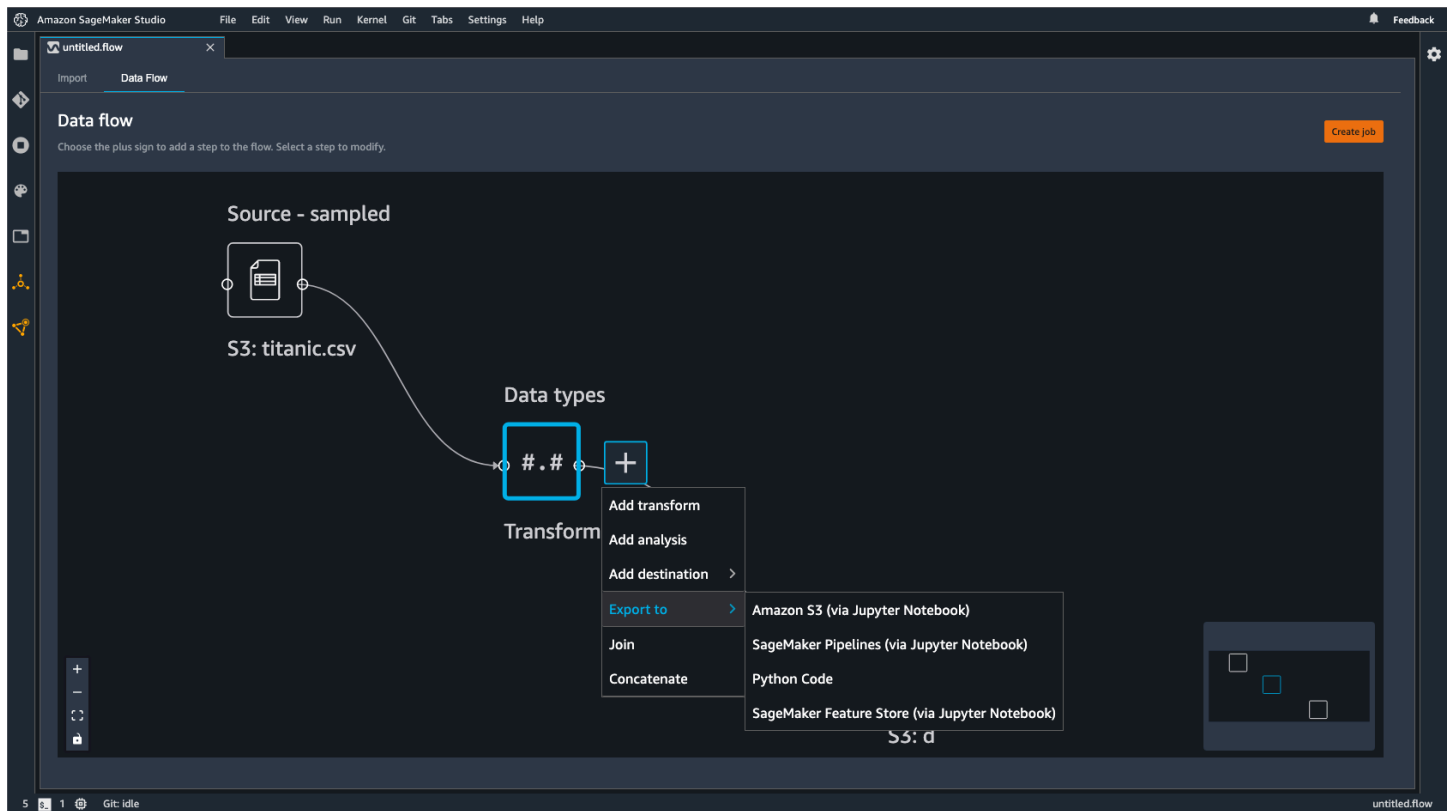 Amazon SageMaker Studio File Edit View Run Kernel Git Tabs Settings Help Feedback
untitled.flow
Import Data Flow
Data flow
Create job
Choose the plus sign to add a step to the flow. Select a step to modify.
Source - sampled
S3: titanic.csv
Data types
#.#
Transform
Add transform
Add analysis
Add destination
Export to
Join
Concatenate
Amazon S3 (via Jupyter Notebook)
SageMaker Pipelines (via Jupyter Notebook)
Python Code
SageMaker Feature Store (via Jupyter Notebook)
S3: d
5 $_ 1 Git: idle untitled.flow